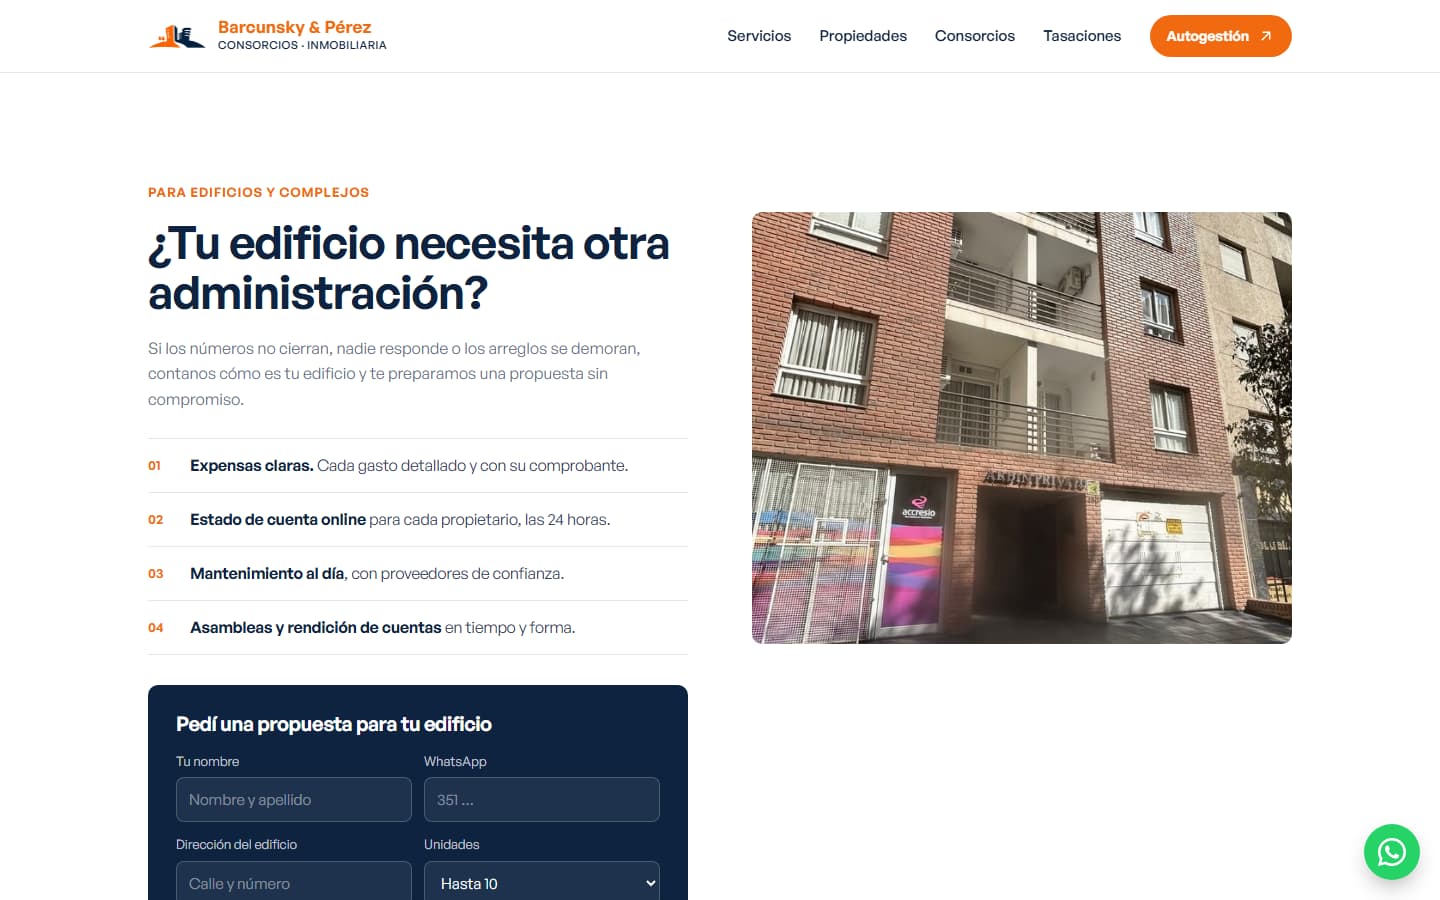 Barcunsky & Pérez
CONSORCIOS · INMOBILIARIA
Servicios
Propiedades
Consorcios
Tasaciones
Autogestión
PARA EDIFICIOS Y COMPLEJOS
¿Tu edificio necesita otra
administración?
Si los números no cierran, nadie responde o los arreglos se demoran,
contanos cómo es tu edificio y te preparamos una propuesta sin
compromiso.
01 Expensas claras. Cada gasto detallado y con su comprobante.
02 Estado de cuenta online para cada propietario, las 24 horas.
03 Mantenimiento al día, con proveedores de confianza.
04 Asambleas y rendición de cuentas en tiempo y forma.
accresio
Pedí una propuesta para tu edificio
Tu nombre
WhatsApp
Nombre y apellido
351 ...
Dirección del edificio
Unidades
Calle y número
Hasta 10